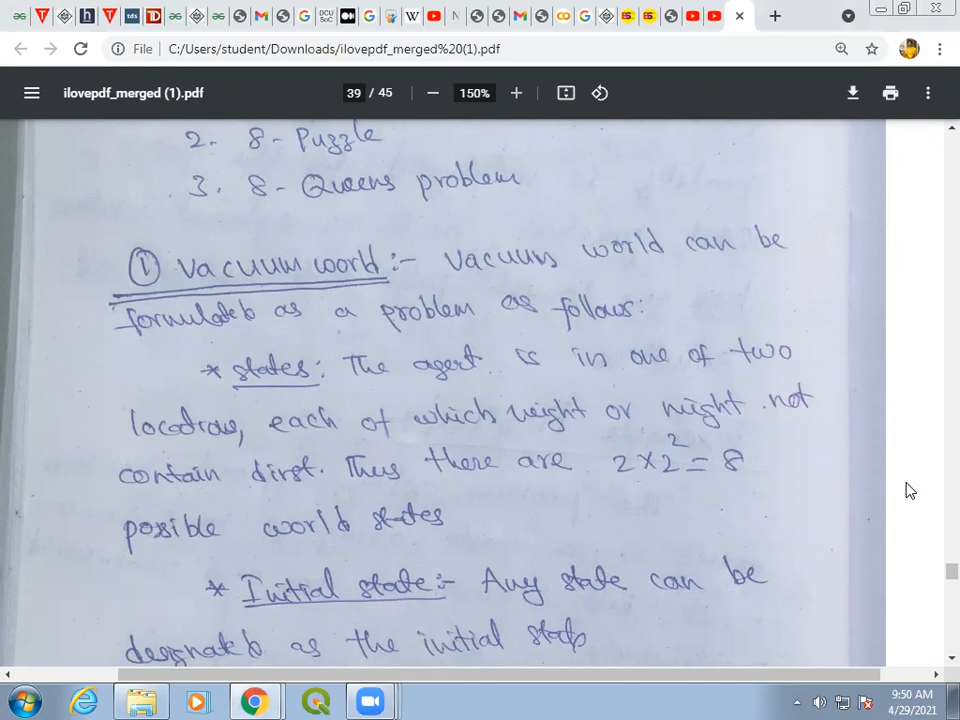 File C:/Users/student/Downloads/ilovepdf_merged%20(1).pdf
ilovepdf_merged (1).pdf 39 / 45 150%
2. 8- Puzzle
3. 8- Queens problem
① Vacuum world :- Vacuum world can be
formulated as a problem as follows:
* states: The agent is in one of two
locations, each of which might or might not
contain dirst. Thus there are 2×2²=8
possible world states
* Initial state:- Any state can be
designated as the initial state
9:50 AM
4/29/2021